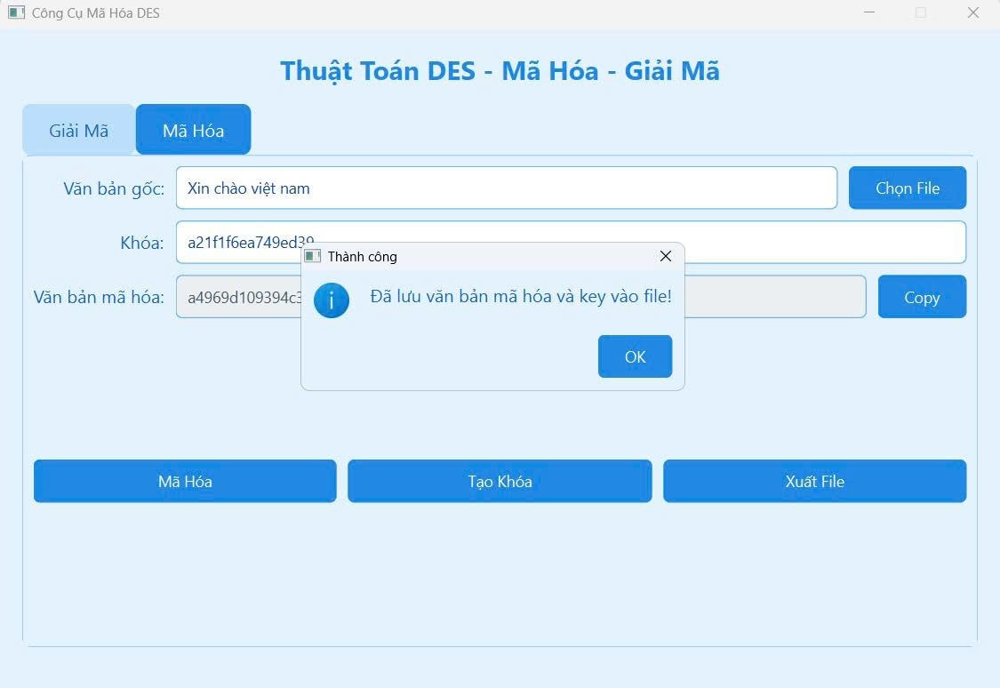 Công Cụ Mã Hóa DES
Thuật Toán DES - Mã Hóa - Giải Mã
Giải Mã Mã Hóa
Văn bản gốc: Xin chào việt nam Chọn File
Khóa: a21f1f6ea749ed39
Thành công
Văn bản mã hóa: a4969d109394c3 Copy
Đã lưu văn bản mã hóa và key vào file!
OK
Mã Hóa Tạo Khóa Xuất File